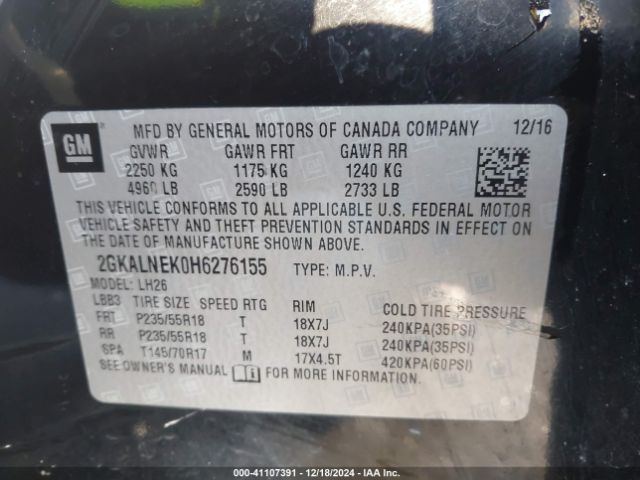 GM
MFD BY GENERAL MOTORS OF CANADA COMPANY 12/16
GVWR GAWR FRT GAWR RR
2250 KG 1175 KG 1240 KG
4960 LB 2590 LB 2733 LB
THIS VEHICLE CONFORMS TO ALL APPLICABLE U.S. FEDERAL MOTOR
VEHICLE SAFETY AND THEFT PREVENTION STANDARDS IN EFFECT
ON THE DATE OF MANUFACTURE SHOWN ABOVE.
2GKALNEK0H6276155 TYPE: M.P.V.
MODEL: LH26
LBB3 TIRE SIZE SPEED RTG RIM COLD TIRE PRESSURE
FRT P235/55R18 T 18X7J 240KPA(35PSI)
RR P235/55R18 T 18X7J 240KPA(35PSI)
SPA T145/70R17 M 17X4.5T 420KPA(60PSI)
SEE OWNER'S MANUAL FOR MORE INFORMATION.
000-41107391 - 12/18/2024 - IAA Inc.